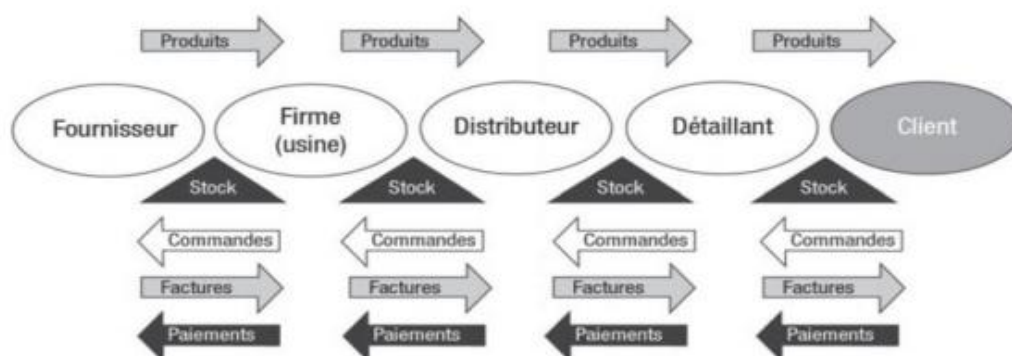 Produits Produits Produits Produits
Fournisseur Firme (usine) Distributeur Détaillant Client
Stock Stock Stock Stock
Commandes Commandes Commandes Commandes
Factures Factures Factures Factures
Paiements Paiements Paiements Paiements